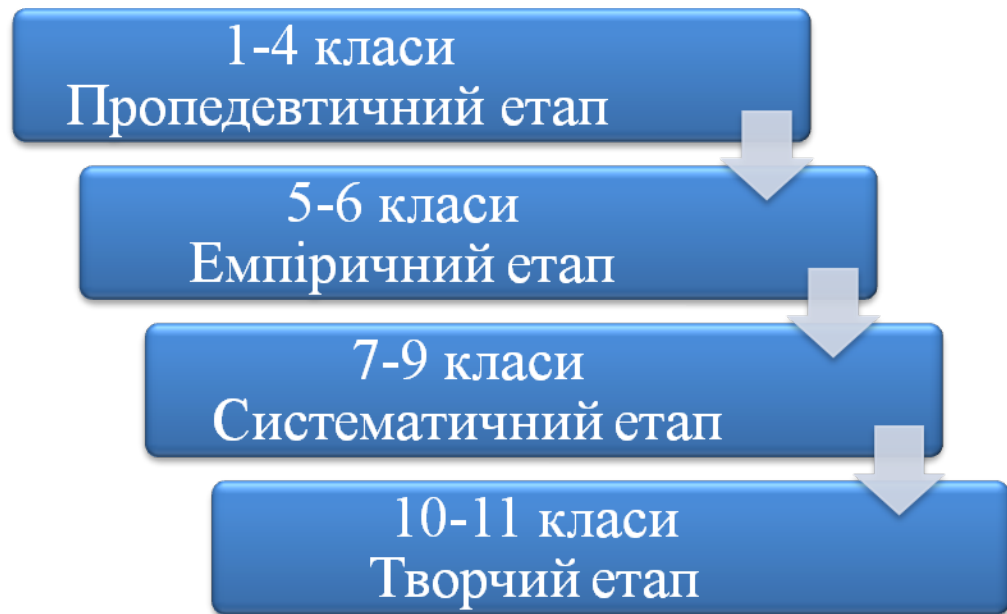 1-4 класи
Пропедевтичний етап
5-6 класи
Емпіричний етап
7-9 класи
Систематичний етап
10-11 класи
Творчий етап